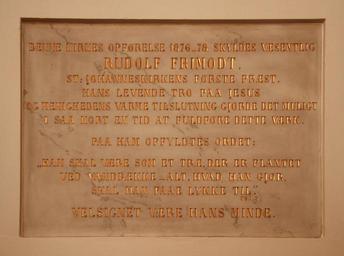 DENNE KIRKES OPFØRELSE 1876-78 SKYLDES VÆSENTLIG
RUDOLF FRIMODT.
ST: JOHANNESKIRKENS FØRSTE PRÆST.
HANS LEVENDE TRO PAA JESUS
OG MENIGHEDENS VARME TILSLUTNING GJORDE DET MULIGT
I SAA KORT EN TID AT FULDFØRE DETTE VÆRK.
PAA HAM OPFYLDTES ORDET:
„HAN SKAL VÆRE SOM ET TRÆ, DER ER PLANTET
VED VANDBÆKKE – ALT, HVAD HAN GJØR,
SKAL HAN FAAE LYKKE TIL".
VELSIGNET VÆRE HANS MINDE.